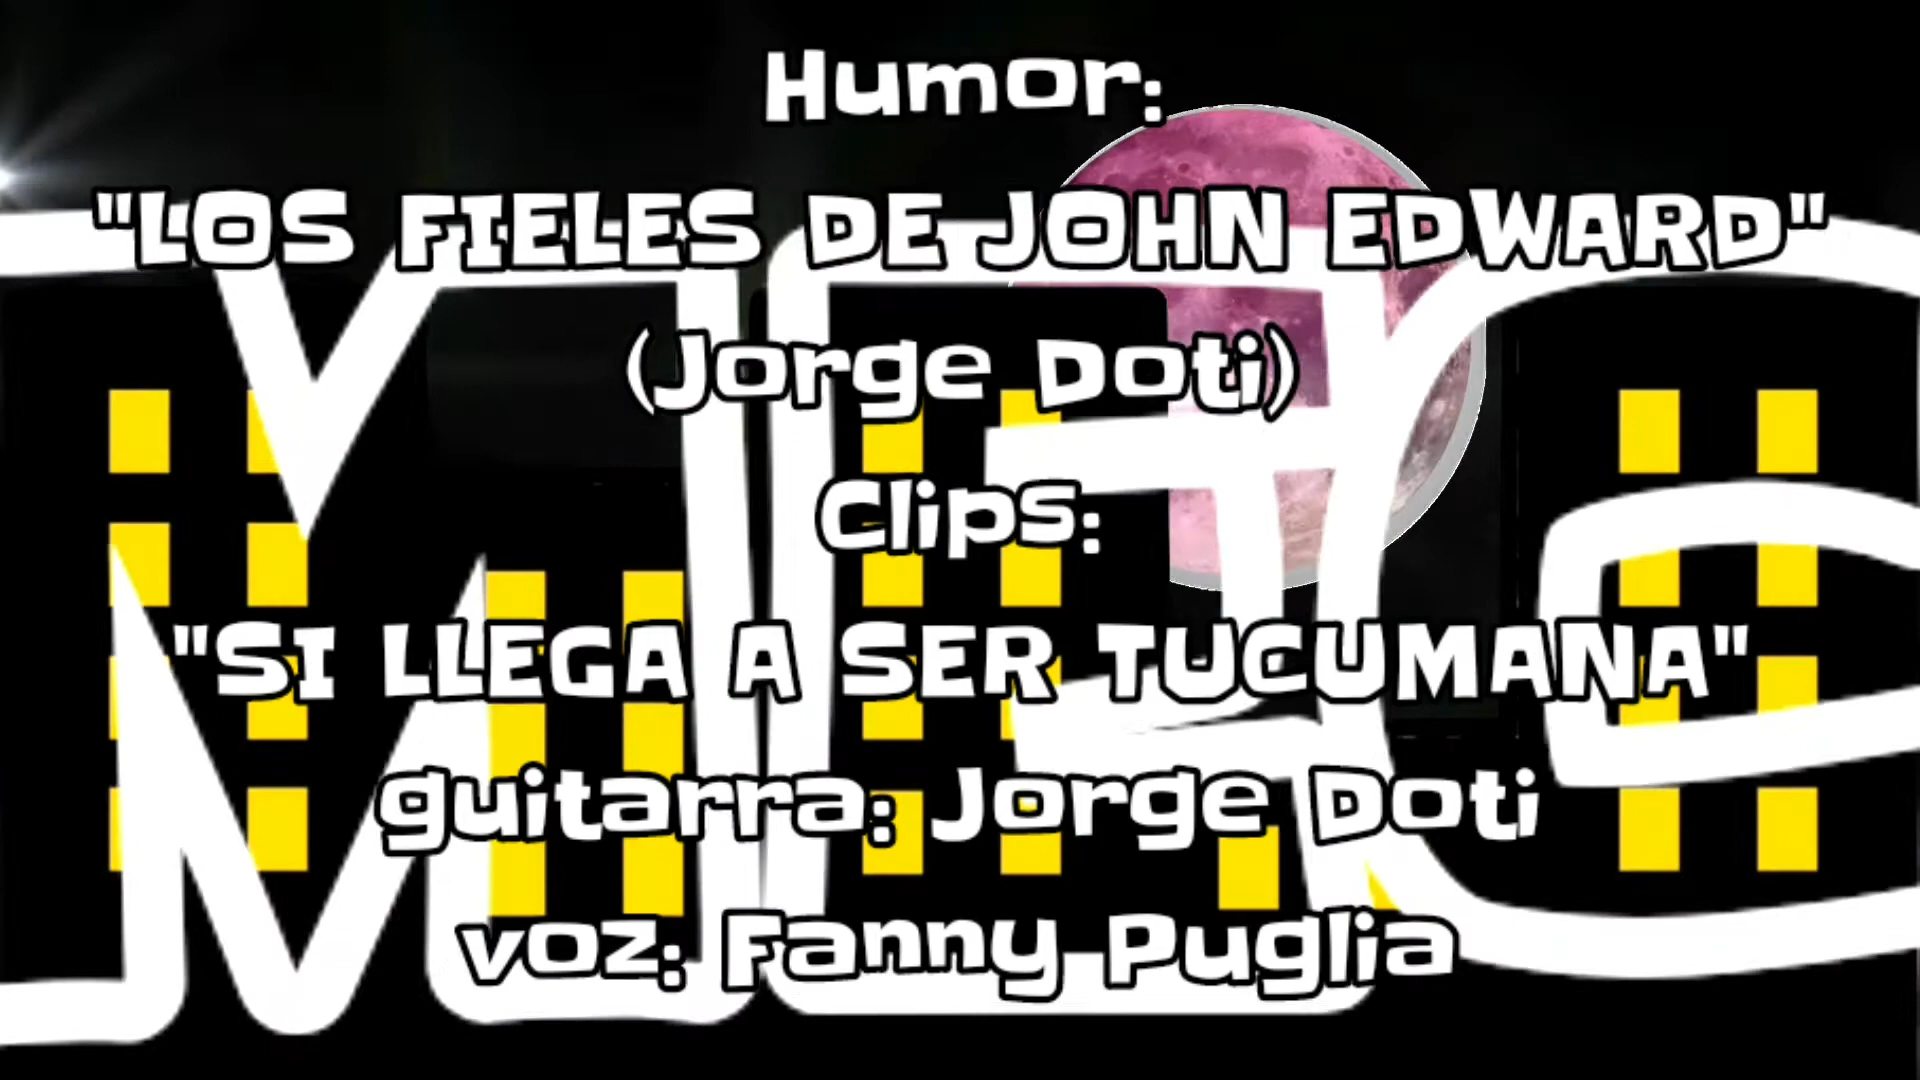 Humor:
"LOS FIELES DE JOHN EDWARD"
(Jorge Doti)
Clips:
"SI LLEGA A SER TUCUMANA"
guitarra: Jorge Doti
voz: Fanny Puglia